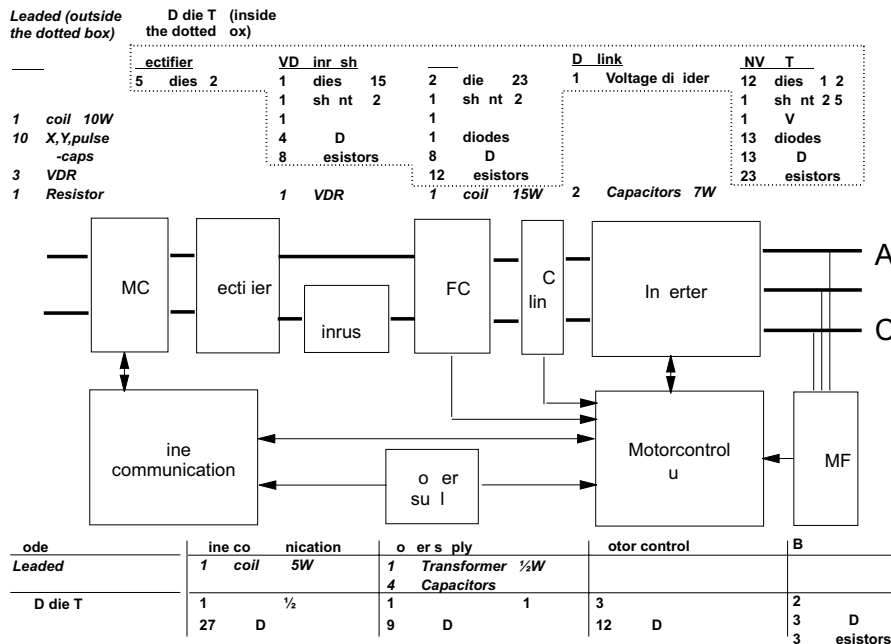 Leaded (outside
the dotted box)
D die T (inside
the dotted ox)
ectifier
5 dies 2
VD inr sh
1 dies 15
1 sh nt 2
1
4 D
8 esistors
2 die 23
1 sh nt 2
1
1 diodes
8 D
12 esistors
D link
1 Voltage di ider
NV T
12 dies 1 2
1 sh nt 2 5
1 V
13 diodes
13 D
23 esistors
1 coil 10W
10 X,Y,pulse
-caps
3 VDR
1 Resistor
1 VDR
1 coil 15W
2 Capacitors 7W
MC
ecti ier
inrus
FC
C
lin
In erter
A
C
ine
communication
o er
su l
Motorcontrol
u
MF
ode ine co nication o er s ply otor control B
Leaded 1 coil 5W 1 Transformer ½W
4 Capacitors
D die T 1 ½ 1 1 3 2
27 D 9 D 12 D 3 D
3 esistors